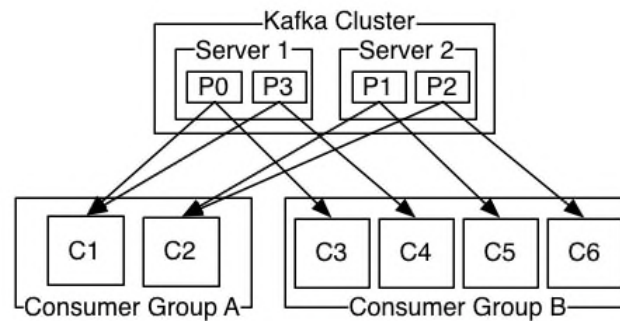 Kafka Cluster
Server 1 Server 2
P0 P3 P1 P2
C1 C2 C3 C4 C5 C6
Consumer Group A Consumer Group B